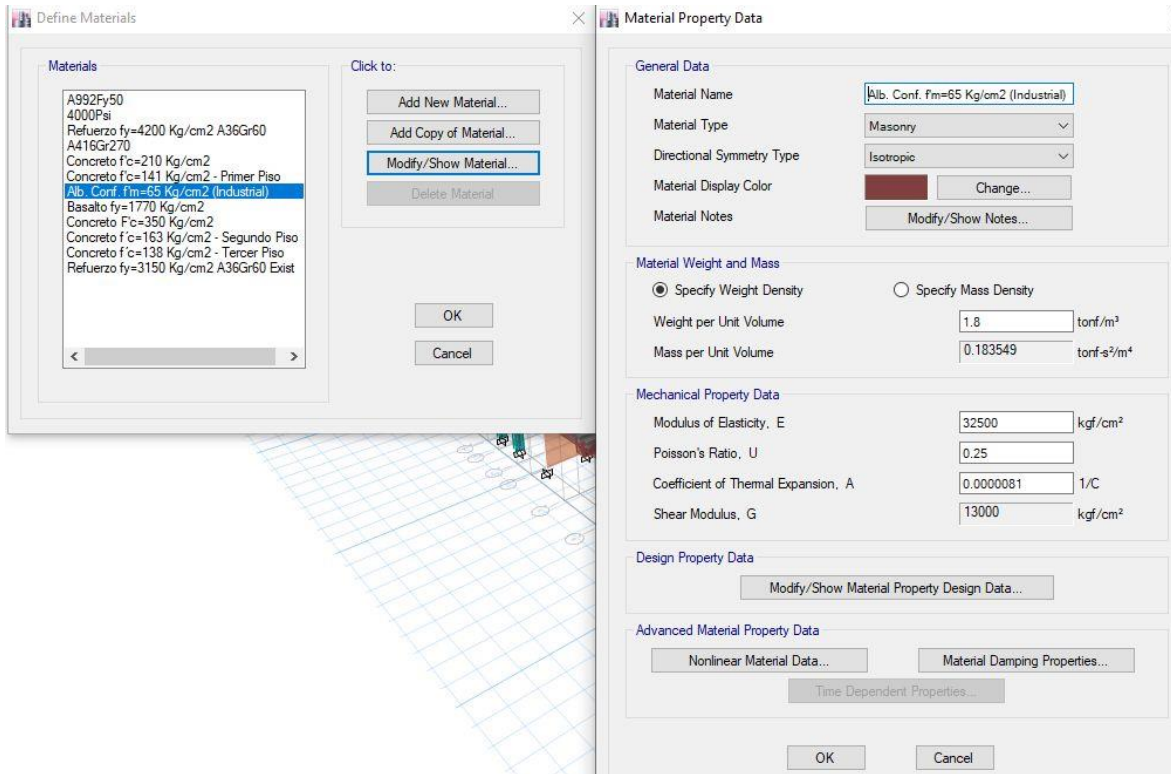 Define Materials
Materials
A992Fy50
4000Psi
Refuerzo fy=4200 Kg/cm2 A36Gr60
A416Gr270
Concreto f'c=210 Kg/cm2
Concreto f'c=141 Kg/cm2 - Primer Piso
Alb. Conf. f'm=65 Kg/cm2 (Industrial)
Basalto fy=1770 Kg/cm2
Concreto F'c=350 Kg/cm2
Concreto f´c=163 Kg/cm2 - Segundo Piso
Concreto f´c=138 Kg/cm2 - Tercer Piso
Refuerzo fy=3150 Kg/cm2 A36Gr60 Exist
Click to:
Add New Material...
Add Copy of Material...
Modify/Show Material...
Delete Material
OK
Cancel
Material Property Data
General Data
Material Name Alb. Conf. f'm=65 Kg/cm2 (Industrial)
Material Type Masonry
Directional Symmetry Type Isotropic
Material Display Color Change...
Material Notes Modify/Show Notes...
Material Weight and Mass
Specify Weight Density Specify Mass Density
Weight per Unit Volume 1.8 tonf/m³
Mass per Unit Volume 0.183549 tonf-s²/m⁴
Mechanical Property Data
Modulus of Elasticity, E 32500 kgf/cm²
Poisson's Ratio, U 0.25
Coefficient of Thermal Expansion, A 0.0000081 1/C
Shear Modulus, G 13000 kgf/cm²
Design Property Data
Modify/Show Material Property Design Data...
Advanced Material Property Data
Nonlinear Material Data... Material Damping Properties...
Time Dependent Properties...
OK Cancel